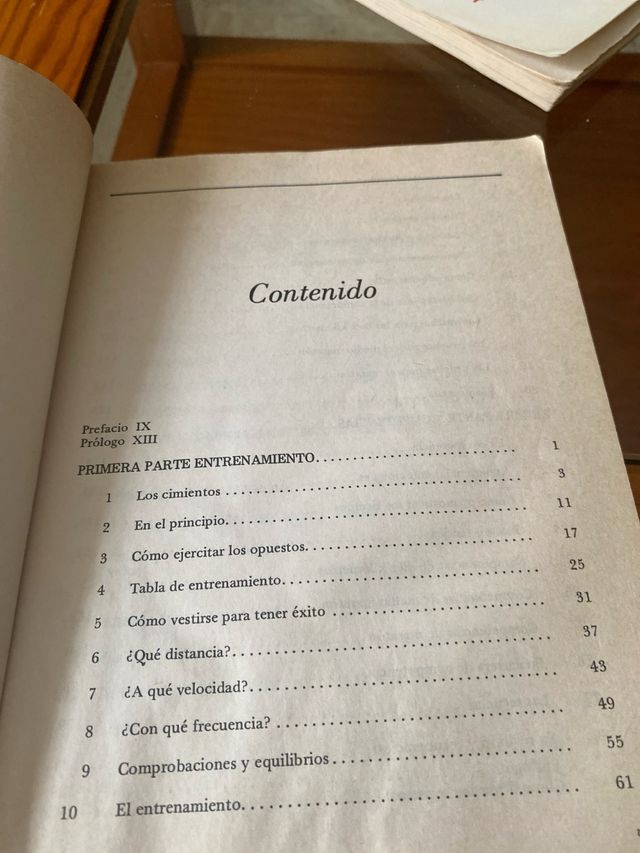 Contenido
Prefacio IX
Prólogo XIII
PRIMERA PARTE ENTRENAMIENTO. . . . . . . . . . . . . . . . . . . . . . . . . . 1
1 Los cimientos . . . . . . . . . . . . . . . . . . . . . . . . . . . . . . . . . . . . . . 3
2 En el principio. . . . . . . . . . . . . . . . . . . . . . . . . . . . . . . . . . . . . . 11
3 Cómo ejercitar los opuestos. . . . . . . . . . . . . . . . . . . . . . . . . . . . 17
4 Tabla de entrenamiento. . . . . . . . . . . . . . . . . . . . . . . . . . . . . . . 25
5 Cómo vestirse para tener éxito . . . . . . . . . . . . . . . . . . . . . . . . . . 31
6 ¿Qué distancia?. . . . . . . . . . . . . . . . . . . . . . . . . . . . . . . . . . . . . 37
7 ¿A qué velocidad?. . . . . . . . . . . . . . . . . . . . . . . . . . . . . . . . . . . 43
8 ¿Con qué frecuencia? . . . . . . . . . . . . . . . . . . . . . . . . . . . . . . . . 49
9 Comprobaciones y equilibrios . . . . . . . . . . . . . . . . . . . . . . . . . . . 55
10 El entrenamiento. . . . . . . . . . . . . . . . . . . . . . . . . . . . . . . . . . . . 61